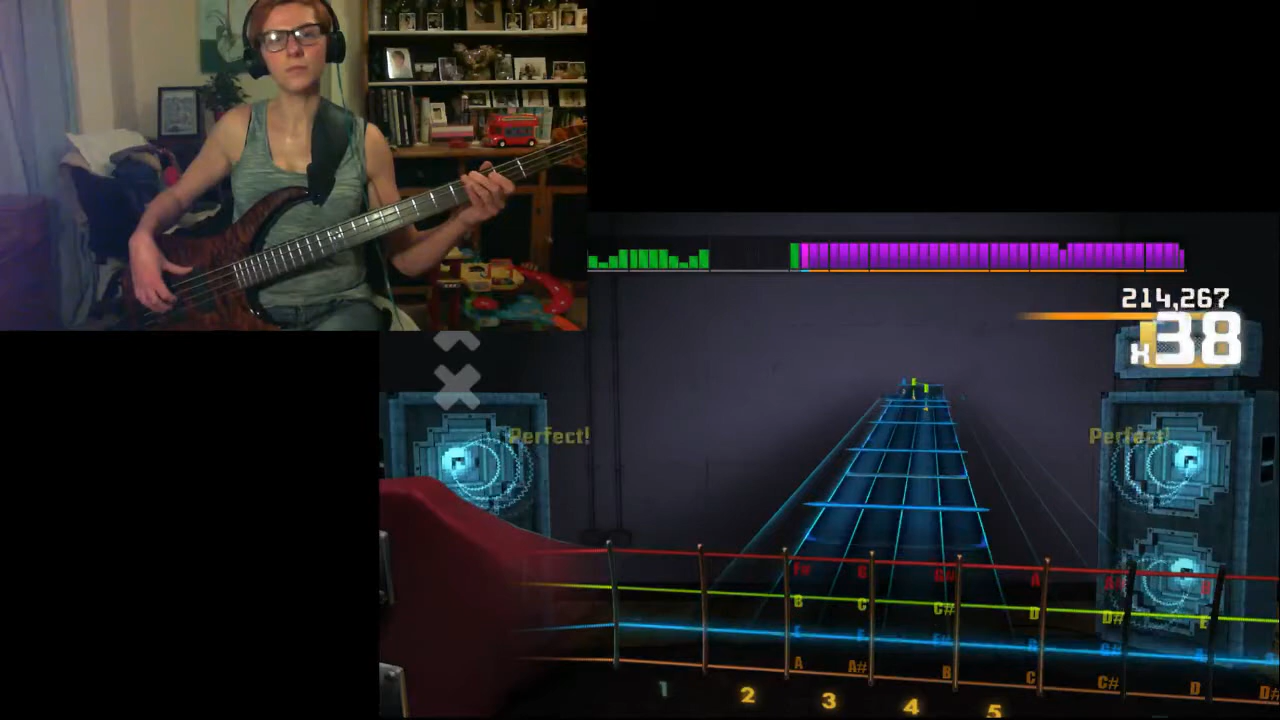 214,267
x38
Perfect! Perfect!
F# G G# A A# B
B C C# D D# E
E F F# G G# A
A A# B C C# D D#
1 2 3 4 5